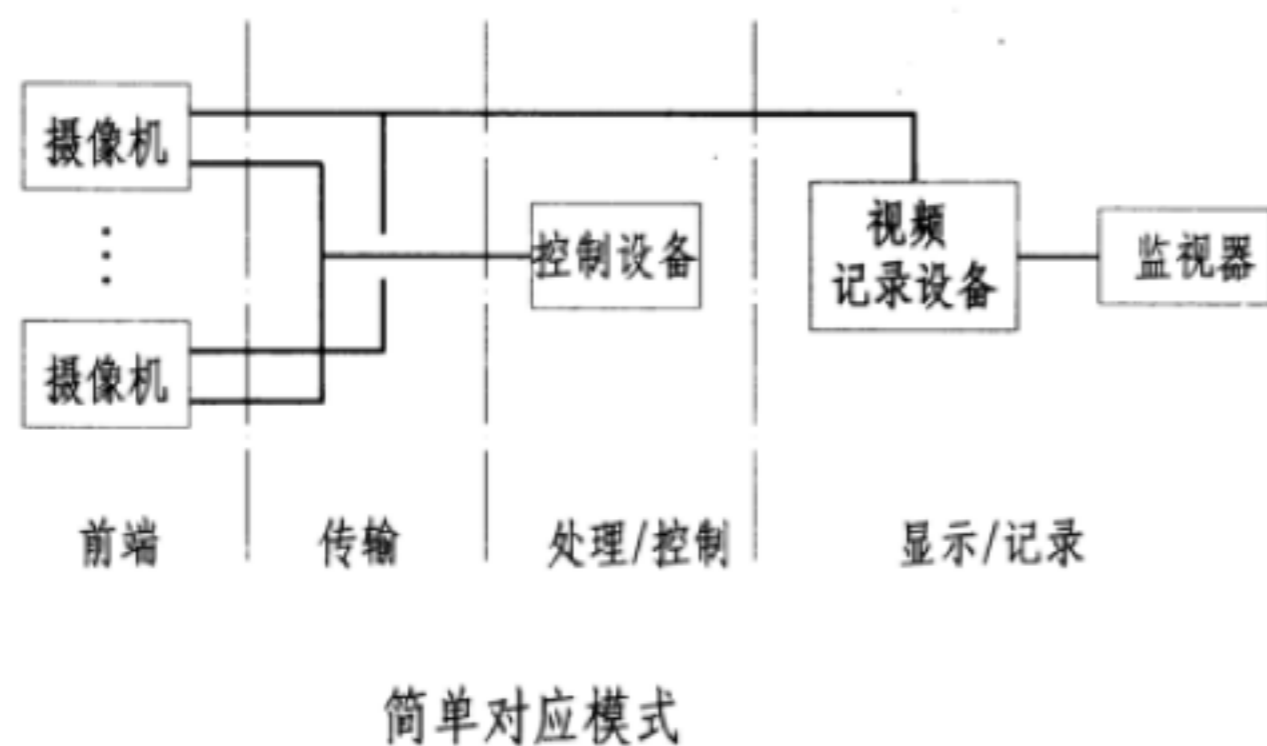 摄像机
控制设备
视频
记录设备
监视器
摄像机
前端
传输
处理/控制
显示/记录
简单对应模式